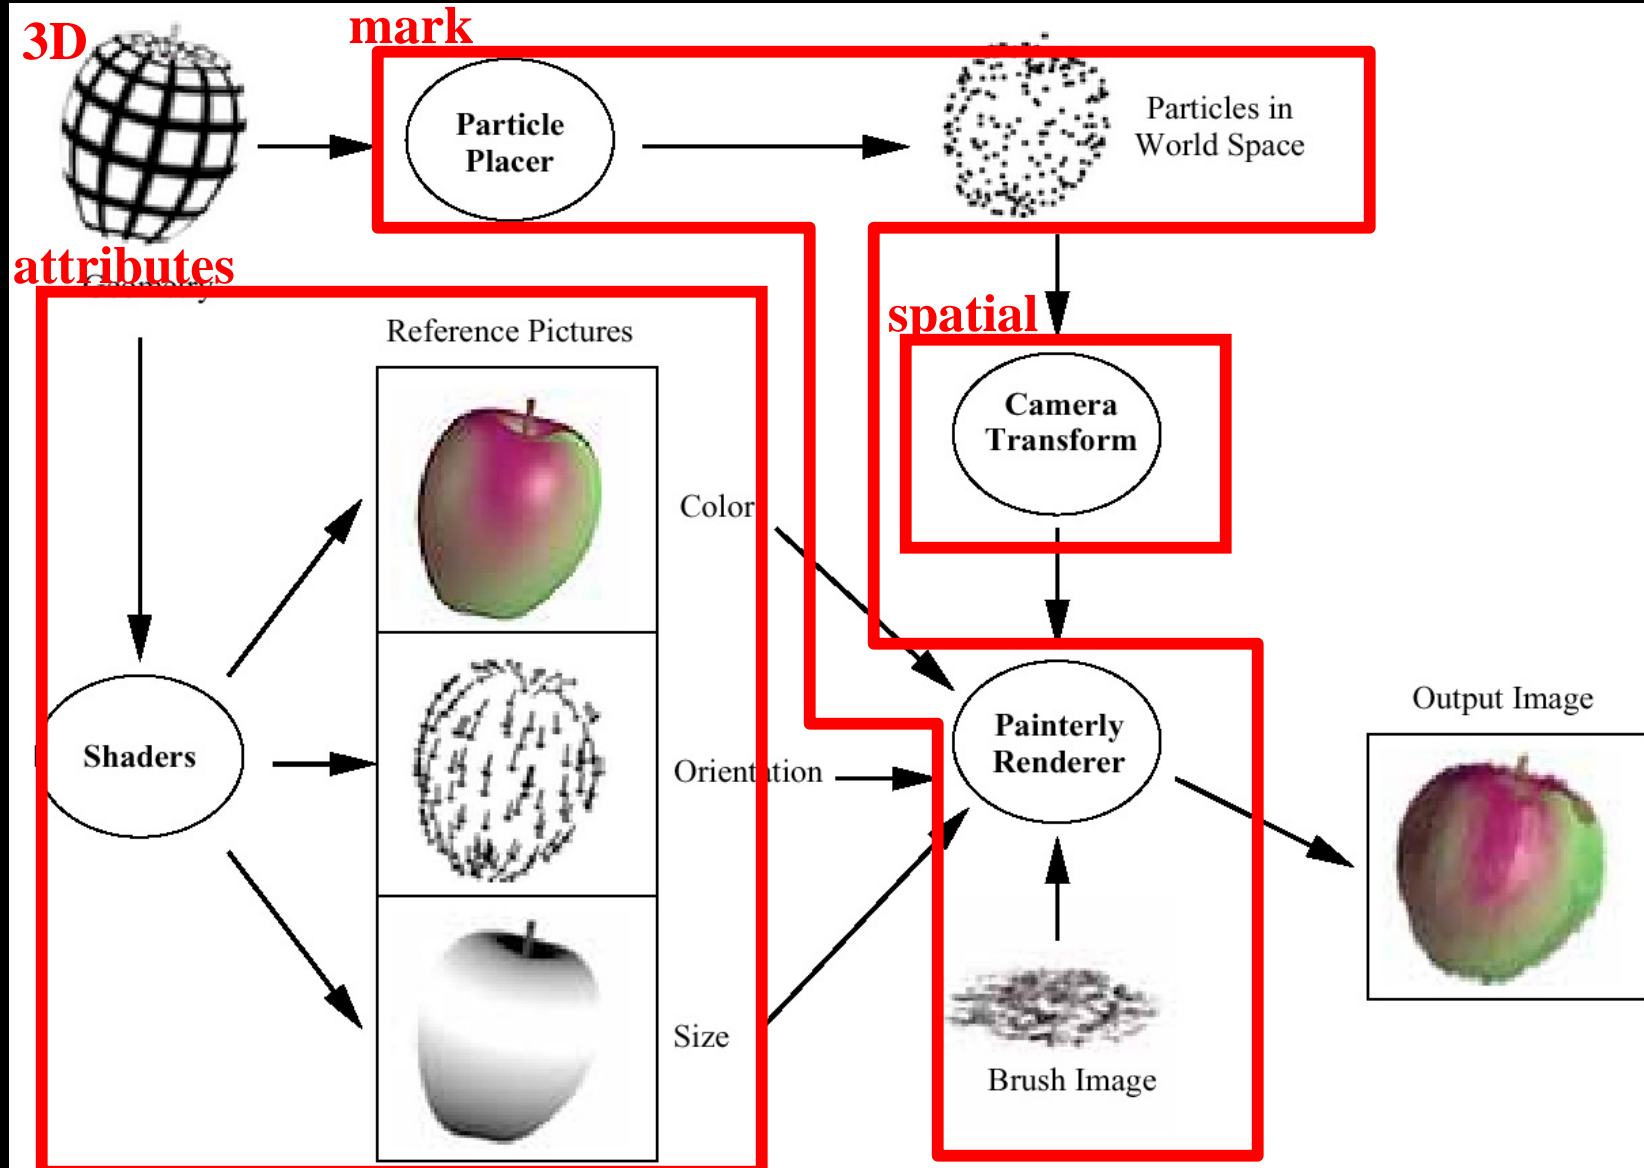 3D
mark
Particle
Placer
Particles in
World Space
attributes
Geometry
Reference Pictures
spatial
Camera
Transform
Color
Shaders
Orientation
Painterly
Renderer
Output Image
Size
Brush Image